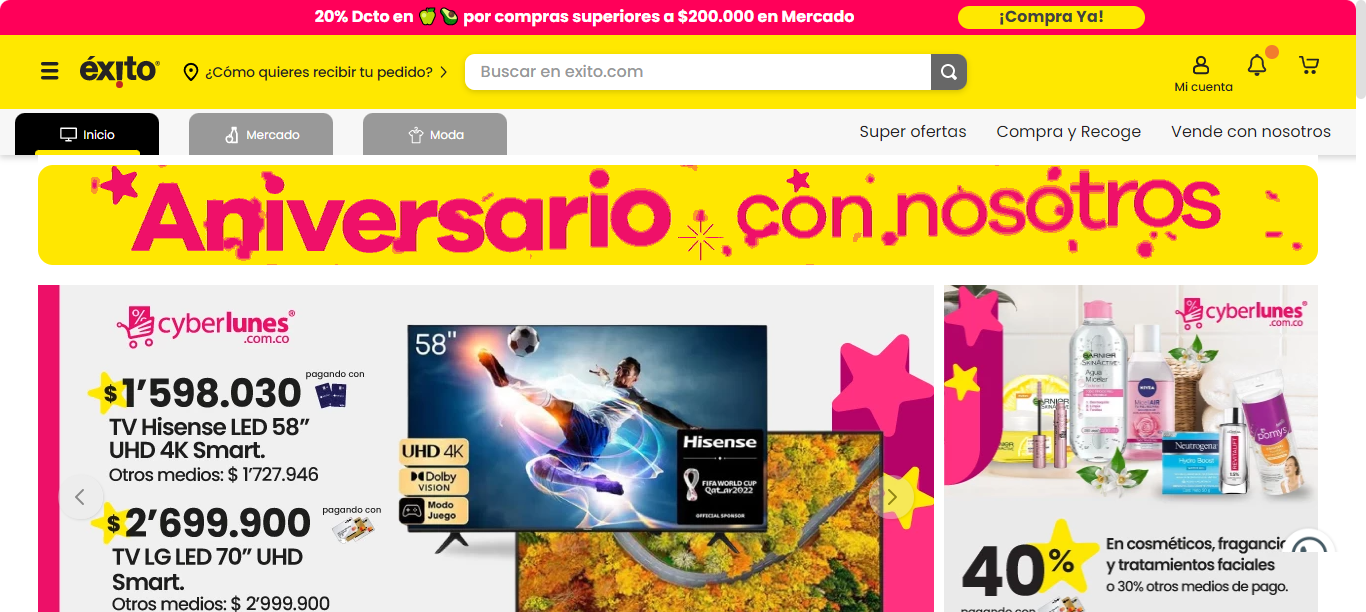 20% Dcto en 🍏🥑 por compras superiores a $200.000 en Mercado
¡Compra Ya!
éxito
¿Cómo quieres recibir tu pedido?
Buscar en exito.com
Mi cuenta
Inicio
Mercado
Moda
Super ofertas
Compra y Recoge
Vende con nosotros
Aniversario con nosotros
cyberlunes®
.com.co
$1’598.030
pagando con
TV Hisense LED 58”
UHD 4K Smart.
Otros medios: $ 1’727.946
$2’699.900
pagando con
TV LG LED 70” UHD
Smart.
Otros medios: $ 2’999.900
58"
UHD 4K
Dolby
VISION
Modo
Juego
Hisense
FIFA WORLD CUP
Qatar2022
OFFICIAL SPONSOR
cyberlunes®
.com.co
GARNIER
SKINACTIVE
Agua
Micelar
GARNIER
NIVEA
MicellAIR
Neutrogena
Hydro Boost
REVITALIFT
Domys
40%
En cosméticos, fragancia
y tratamientos faciales
o 30% otros medios de pago.
pagando con